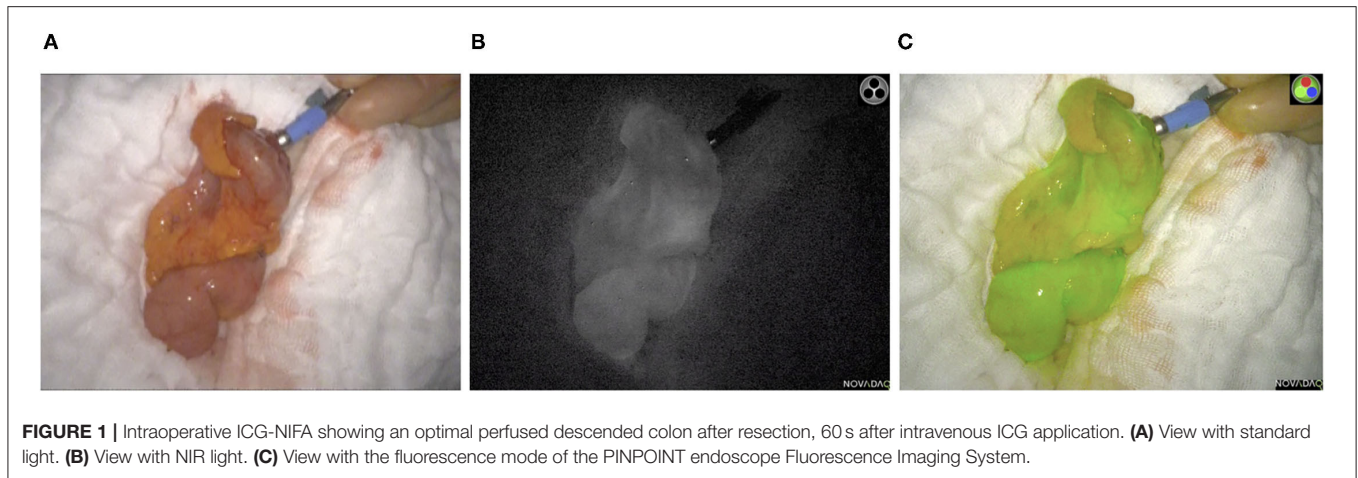 A
B
C
NOVADAQ
NOVADAQ
FIGURE 1 | Intraoperative ICG-NIFA showing an optimal perfused descended colon after resection, 60 s after intravenous ICG application. (A) View with standard
light. (B) View with NIR light. (C) View with the fluorescence mode of the PINPOINT endoscope Fluorescence Imaging System.